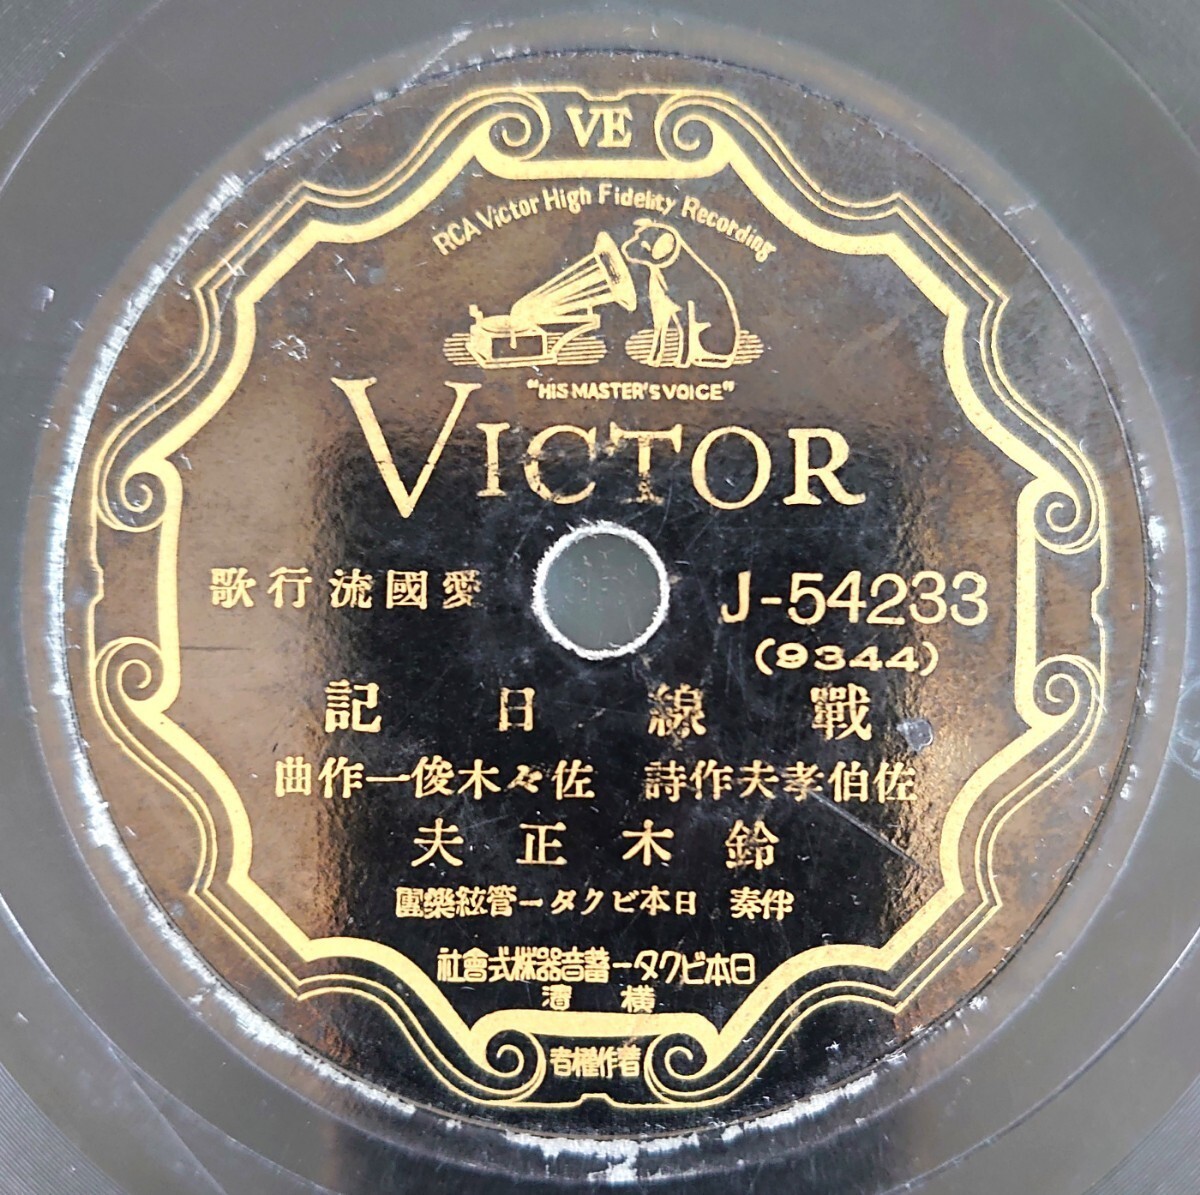 VE
RCA Victor High Fidelity Recording
"HIS MASTER'S VOICE"
VICTOR
愛國流行歌
J-54233
(9344)
戰線日記
佐伯孝夫作詩 佐々木俊一作曲
鈴木正夫
伴奏 日本ビクター管絃樂團
日本ビクター蓄音器株式會社
横濱
著作權者